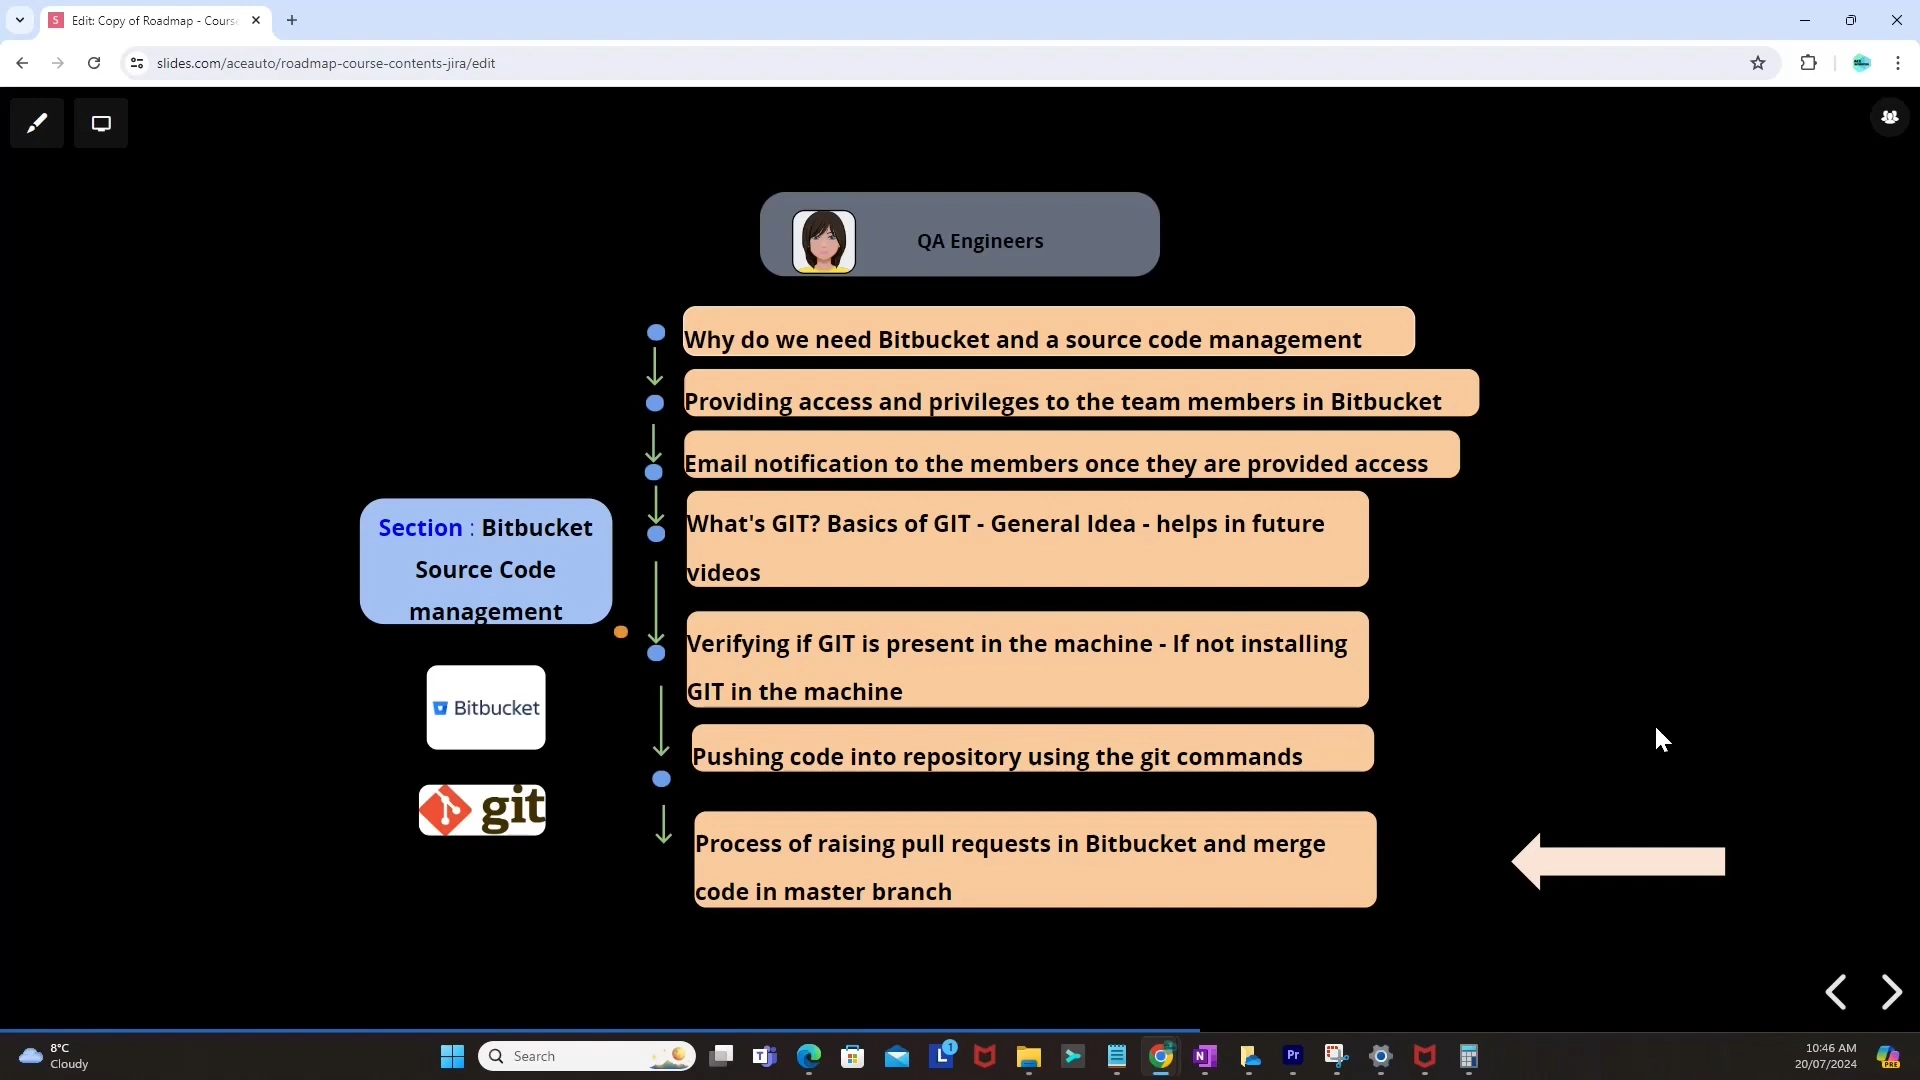 S
Edit: Copy of Roadmap - Cours
slides.com/aceauto/roadmap-course-contents-jira/edit
QA Engineers
Why do we need Bitbucket and a source code management
Providing access and privileges to the team members in Bitbucket
Email notification to the members once they are provided access
What's GIT? Basics of GIT - General Idea - helps in future
videos
Section : Bitbucket
Source Code
management
Verifying if GIT is present in the machine - If not installing
GIT in the machine
Bitbucket
Pushing code into repository using the git commands
git
Process of raising pull requests in Bitbucket and merge
code in master branch
8°C
Cloudy
Search
T
L
1
N
Pr
10:46 AM
20/07/2024
PRE